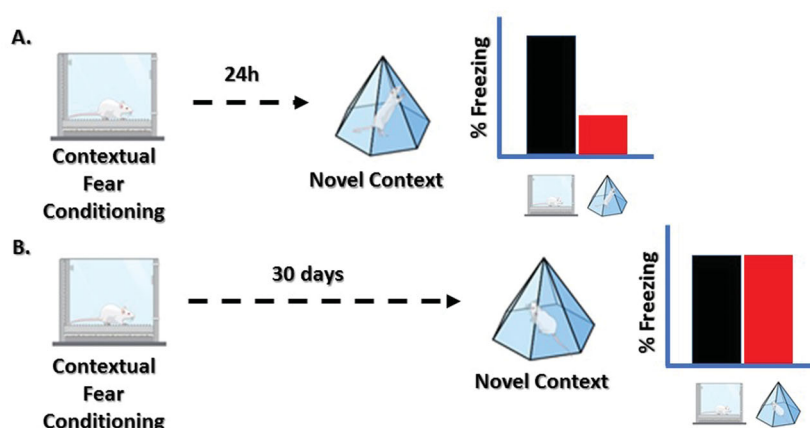 A.
24h
% Freezing
Contextual
Fear
Conditioning
Novel Context
B.
30 days
% Freezing
Contextual
Fear
Conditioning
Novel Context